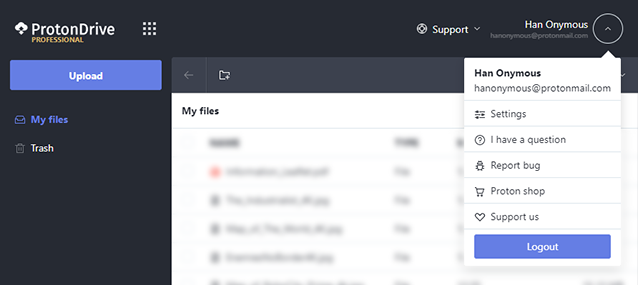 ProtonDrive
PROFESSIONAL
Support
Han Onymous
hanonymous@protonmail.com
Upload
My files
Trash
My files
Han Onymous
hanonymous@protonmail.com
Settings
I have a question
Report bug
Proton shop
Support us
Logout